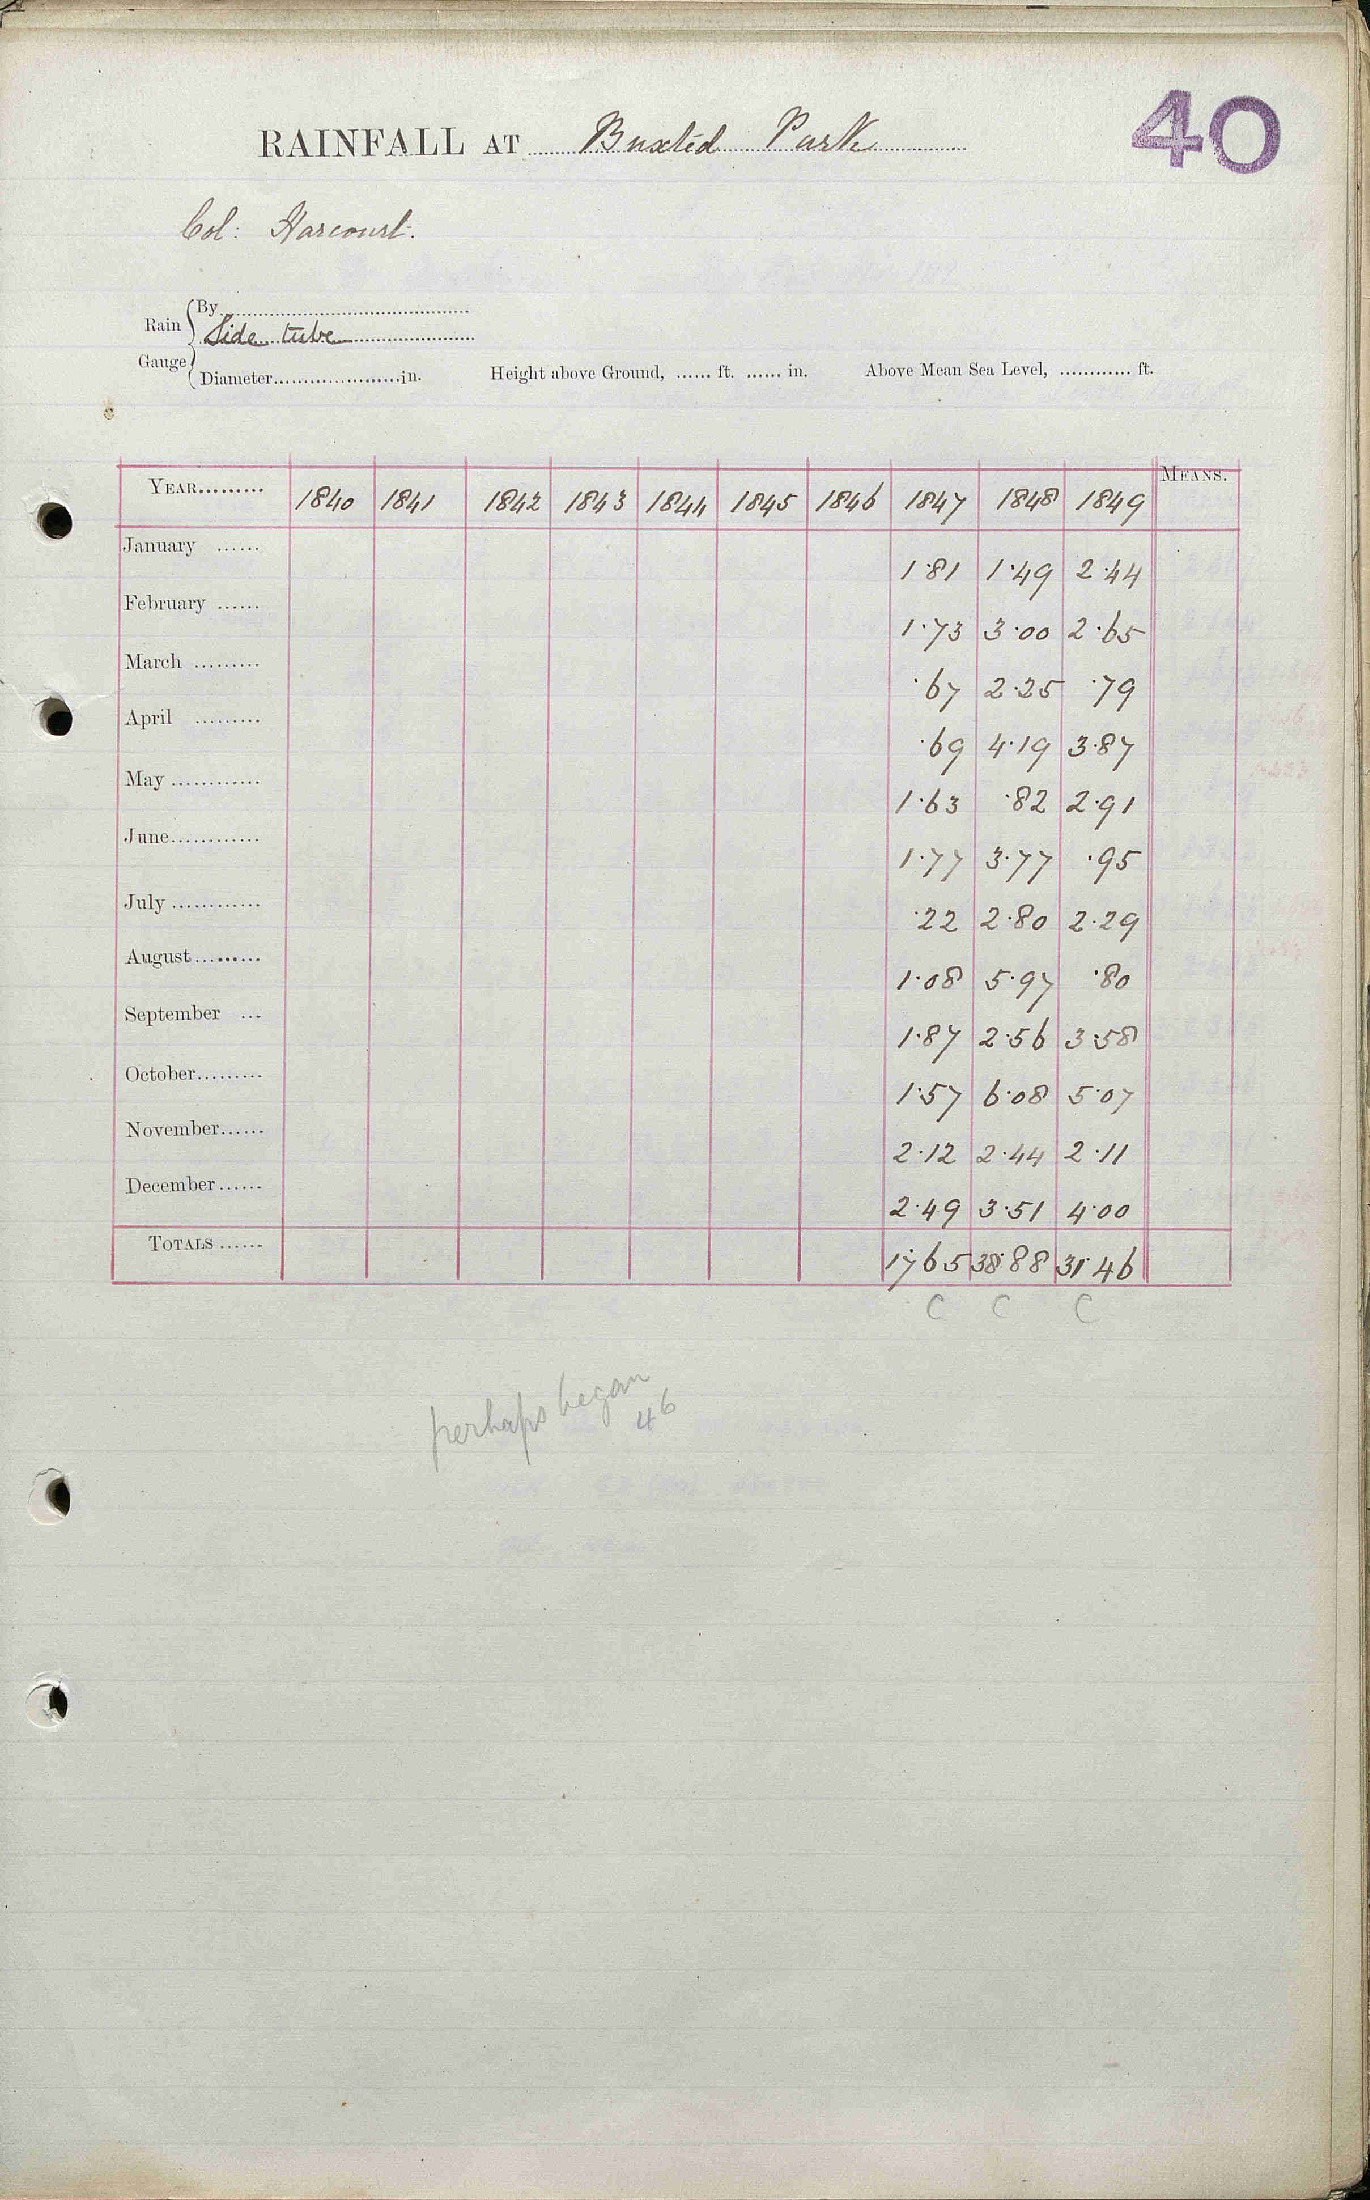 40
RAINFALL AT Buxted Park
Col: Harcourt.
Rain Gauge
By
Side tube
Diameter in. Height above Ground, ft. in. Above Mean Sea Level, ft.
YEAR 1840 1841 1842 1843 1844 1845 1846 1847 1848 1849 MEANS.
January 1.81 1.49 2.44
February 1.73 3.00 2.65
March .67 2.25 .79
April .69 4.19 3.87
May 1.63 .82 2.91
June 1.77 3.77 .95
July .22 2.80 2.29
August 1.08 5.97 .80
September 1.87 2.56 3.58
October 1.57 6.08 5.07
November 2.12 2.44 2.11
December 2.49 3.51 4.00
TOTALS 17.65 38.88 31.46
C C C
perhaps began
46